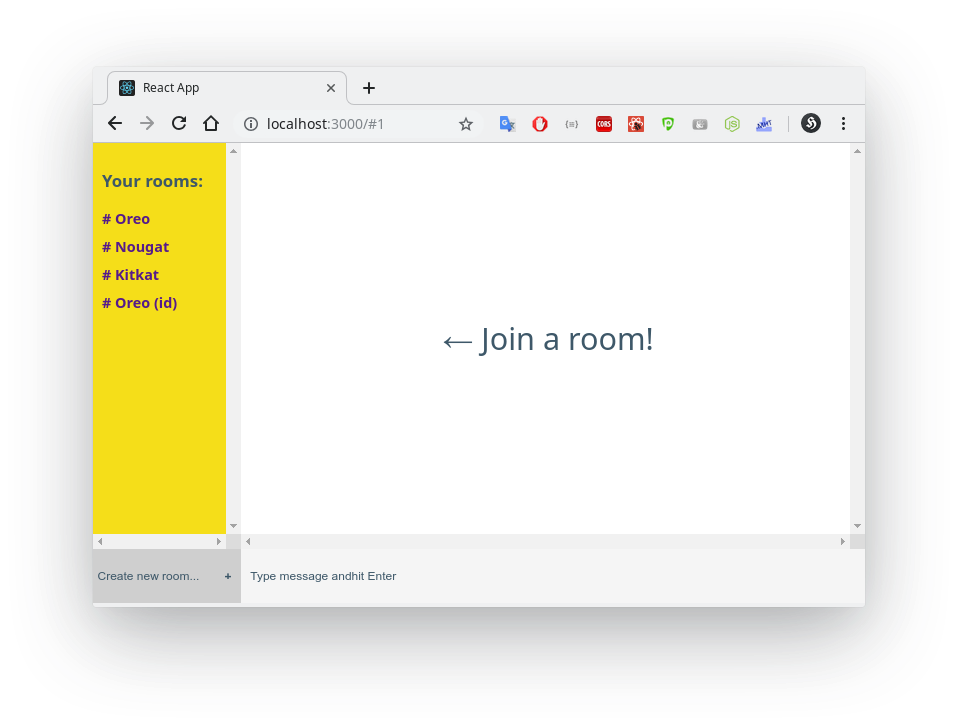 React App
localhost:3000/#1
CORS
Your rooms:
# Oreo
# Nougat
# Kitkat
# Oreo (id)
← Join a room!
Create new room... +
Type message andhit Enter